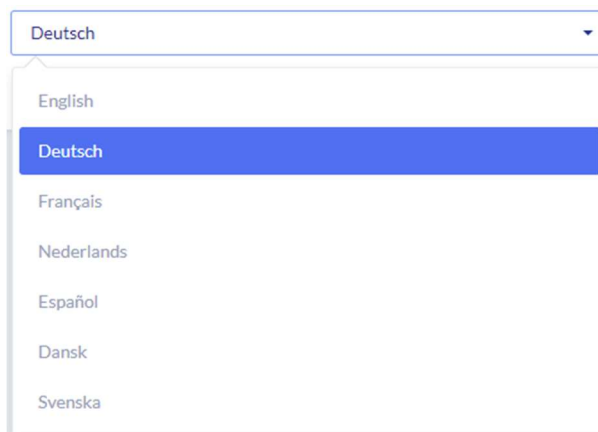 Deutsch
English
Deutsch
Français
Nederlands
Español
Dansk
Svenska